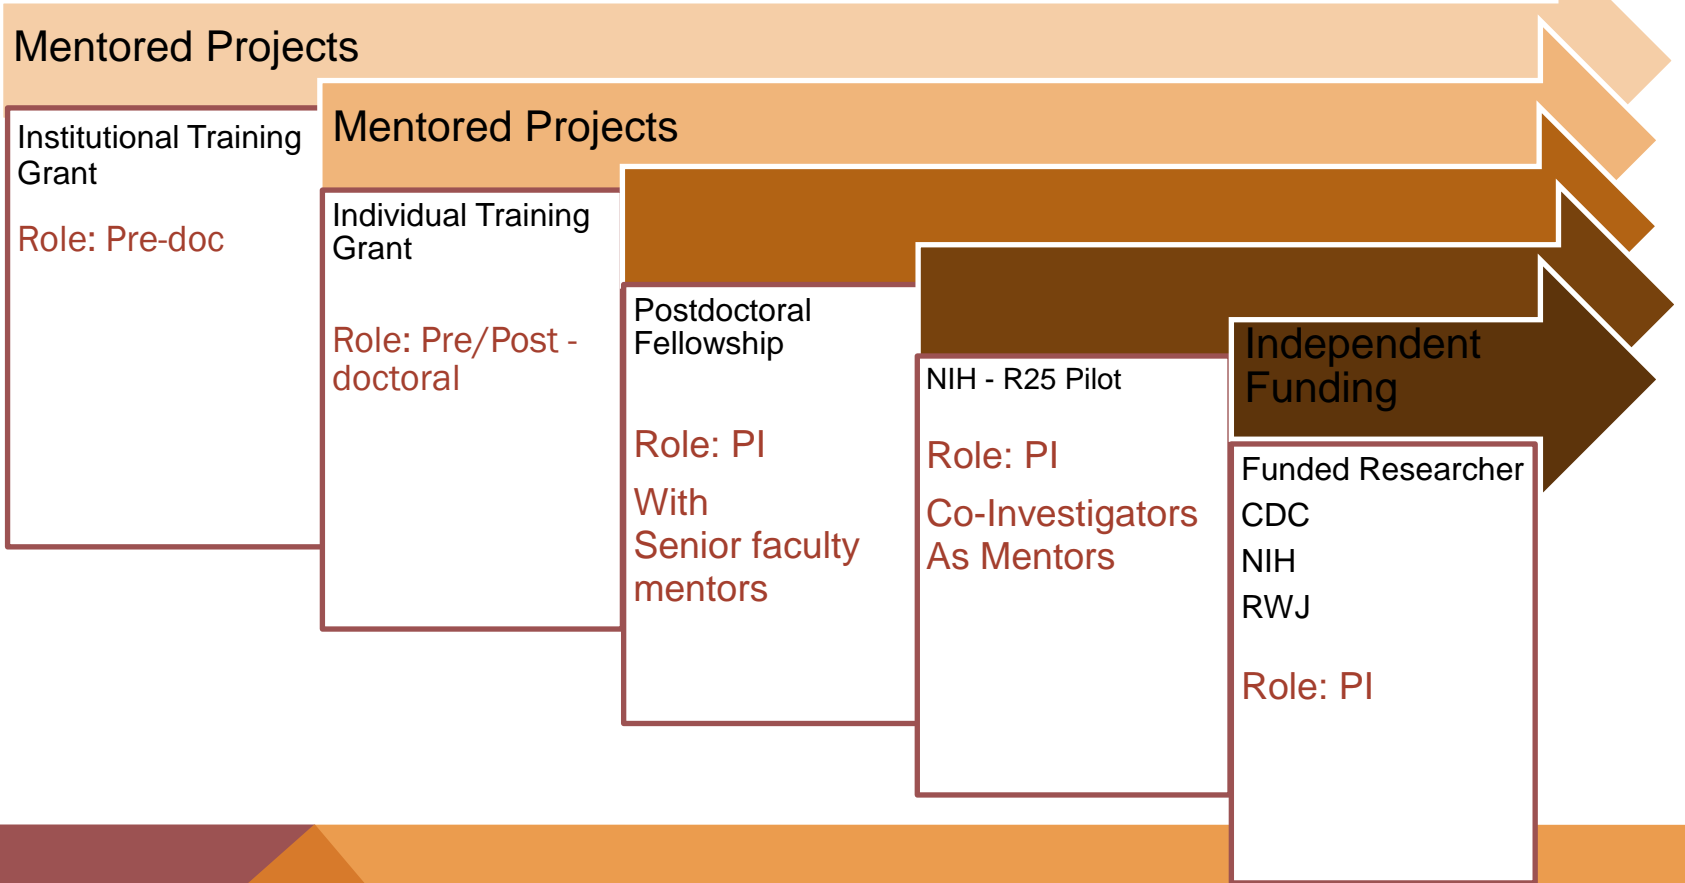 Mentored Projects
Institutional Training
Grant
Role: Pre-doc
Mentored Projects
Individual Training
Grant
Role: Pre/Post -
doctoral
Postdoctoral
Fellowship
Role: PI
With
Senior faculty
mentors
NIH - R25 Pilot
Role: PI
Co-Investigators
As Mentors
Independent
Funding
Funded Researcher
CDC
NIH
RWJ
Role: PI